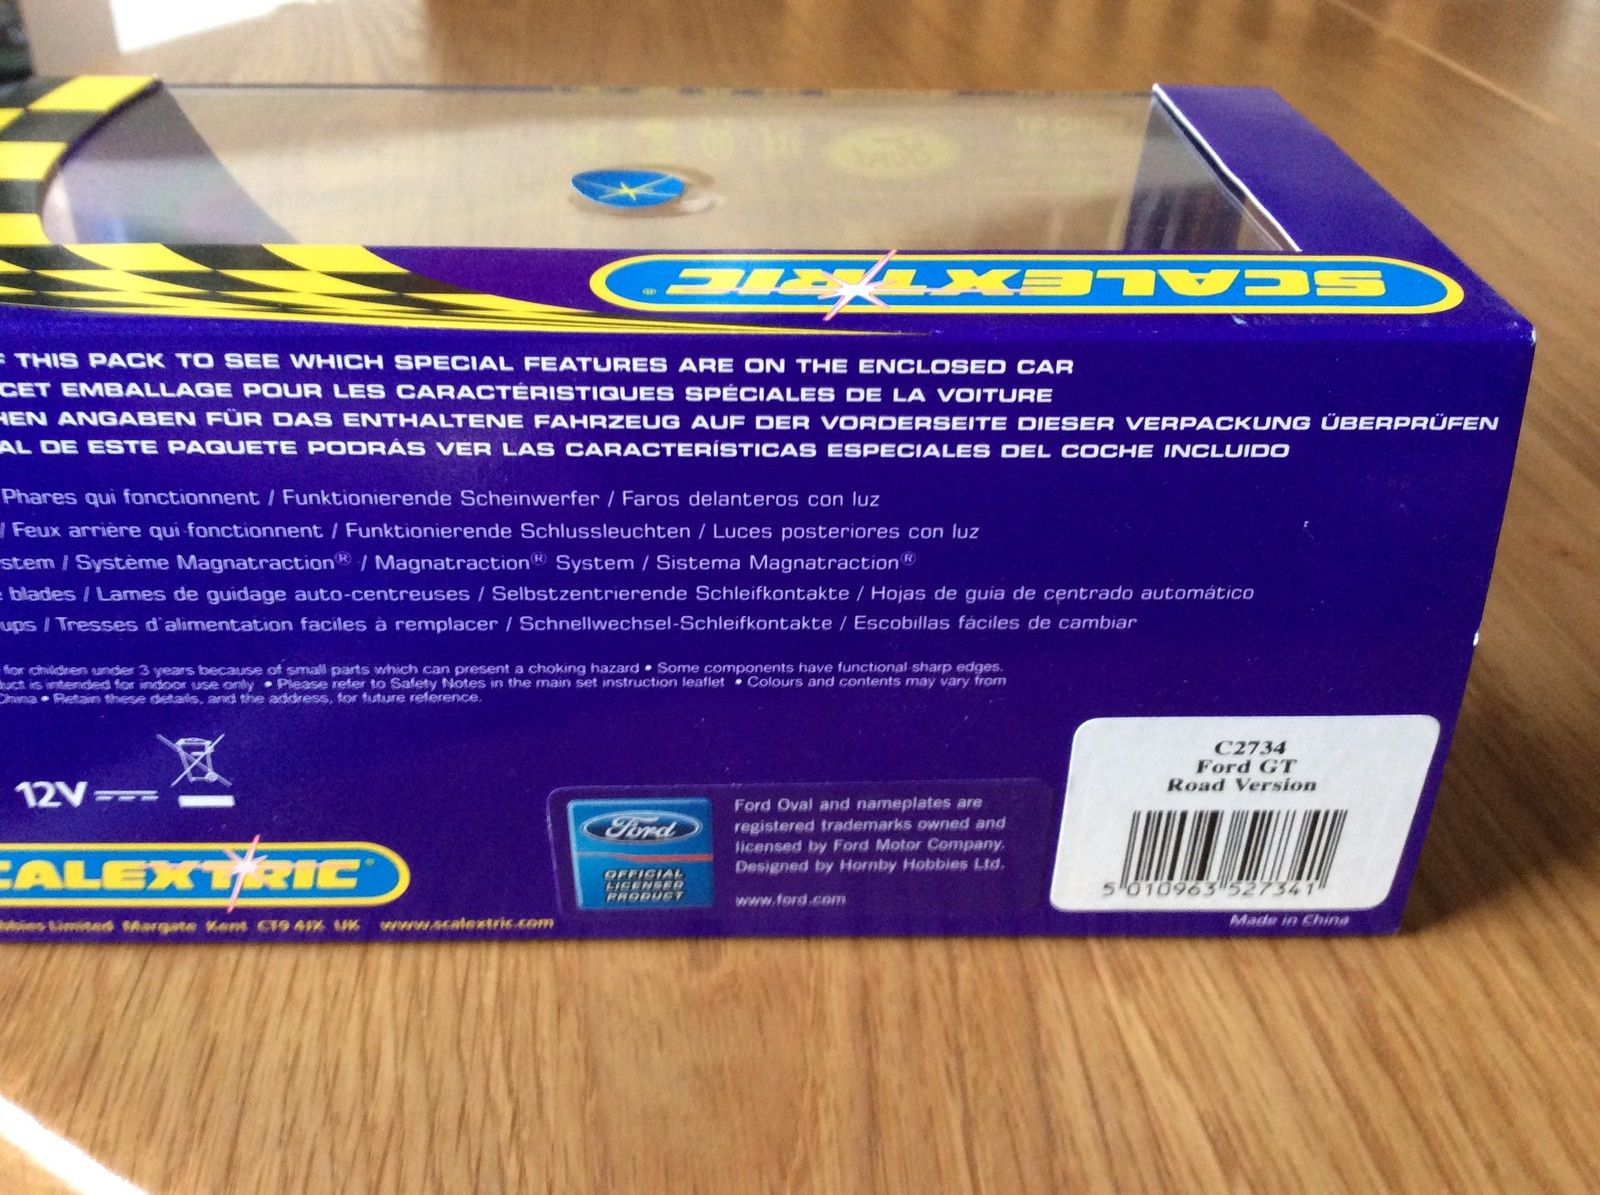 SCALEXTRIC®
THIS PACK TO SEE WHICH SPECIAL FEATURES ARE ON THE ENCLOSED CAR
CET EMBALLAGE POUR LES CARACTÉRISTIQUES SPÉCIALES DE LA VOITURE
HEN ANGABEN FÜR DAS ENTHALTENE FAHRZEUG AUF DER VORDERSEITE DIESER VERPACKUNG ÜBERPRÜFEN
AL DE ESTE PAQUETE PODRÁS VER LAS CARACTERÍSTICAS ESPECIALES DEL COCHE INCLUIDO
Phares qui fonctionnent / Funktionierende Scheinwerfer / Faros delanteros con luz
/ Feux arrière qui fonctionnent / Funktionierende Schlussleuchten / Luces posteriores con luz
stem / Système Magnatraction® / Magnatraction® System / Sistema Magnatraction®
blades / Lames de guidage auto-centreuses / Selbstzentrierende Schleifkontakte / Hojas de guía de centrado automático
ups / Tresses d'alimentation faciles à remplacer / Schnellwechsel-Schleifkontakte / Escobillas fáciles de cambiar
for children under 3 years because of small parts which can present a choking hazard • Some components have functional sharp edges.
uct is intended for indoor use only • Please refer to Safety Notes in the main set instruction leaflet • Colours and contents may vary from
China • Retain these details, and the address, for future reference.
12V
CALEXTRIC®
bbies Limited Margate Kent CT9 4JX UK www.scalextric.com
Ford
OFFICIAL
LICENSED
PRODUCT
Ford Oval and nameplates are
registered trademarks owned and
licensed by Ford Motor Company.
Designed by Hornby Hobbies Ltd.
www.ford.com
C2734
Ford GT
Road Version
5 010963 527341
Made in China